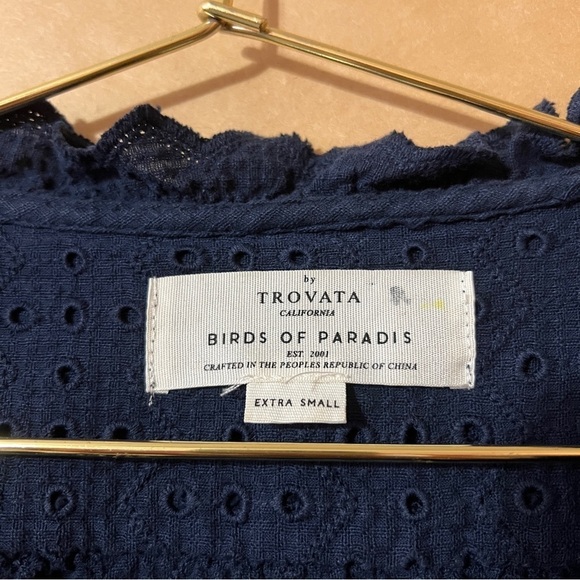 by
TROVATA
CALIFORNIA
BIRDS OF PARADIS
EST. 2001
CRAFTED IN THE PEOPLES REPUBLIC OF CHINA
EXTRA SMALL